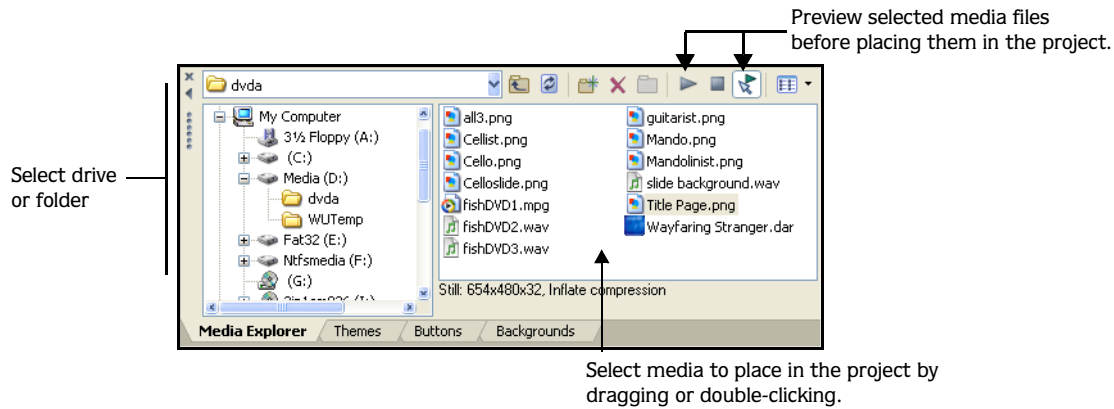 Preview selected media files
before placing them in the project.
dvda
Select drive
or folder
My Computer
3½ Floppy (A:)
(C:)
Media (D:)
dvda
WUTemp
Fat32 (E:)
Ntfsmedia (F:)
(G:)
all3.png
Cellist.png
Cello.png
Celloslide.png
fishDVD1.mpg
fishDVD2.wav
fishDVD3.wav
guitarist.png
Mando.png
Mandolinist.png
slide background.wav
Title Page.png
Wayfaring Stranger.dar
Still: 654x480x32, Inflate compression
Media Explorer
Themes
Buttons
Backgrounds
Select media to place in the project by
dragging or double-clicking.